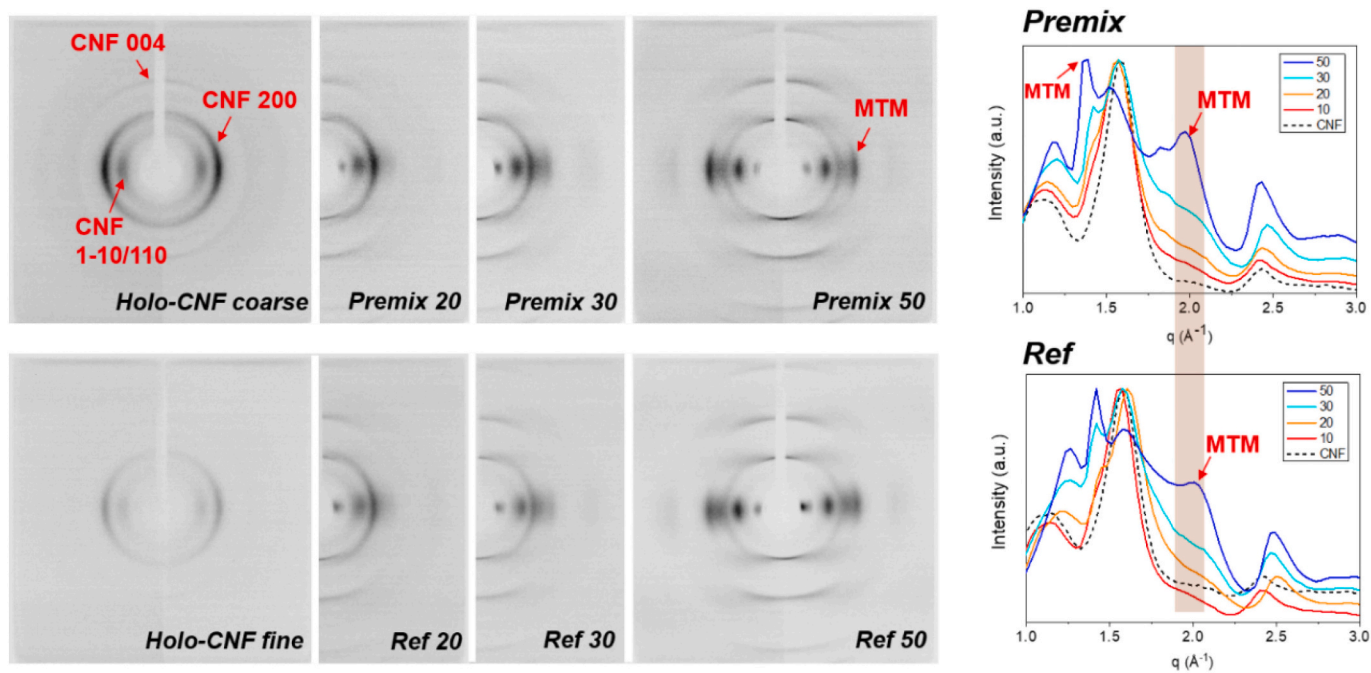 CNF 004
CNF 200
CNF
1-10/110
Holo-CNF coarse
Premix 20
Premix 30
MTM
Premix 50
Holo-CNF fine
Ref 20
Ref 30
Ref 50
Premix
MTM
MTM
50
30
20
10
CNF
Intensity (a.u.)
1.0 1.5 2.0 2.5 3.0
q (Å⁻¹)
Ref
50
30
20
10
CNF
MTM
Intensity (a.u.)
1.0 1.5 2.0 2.5 3.0
q (Å⁻¹)